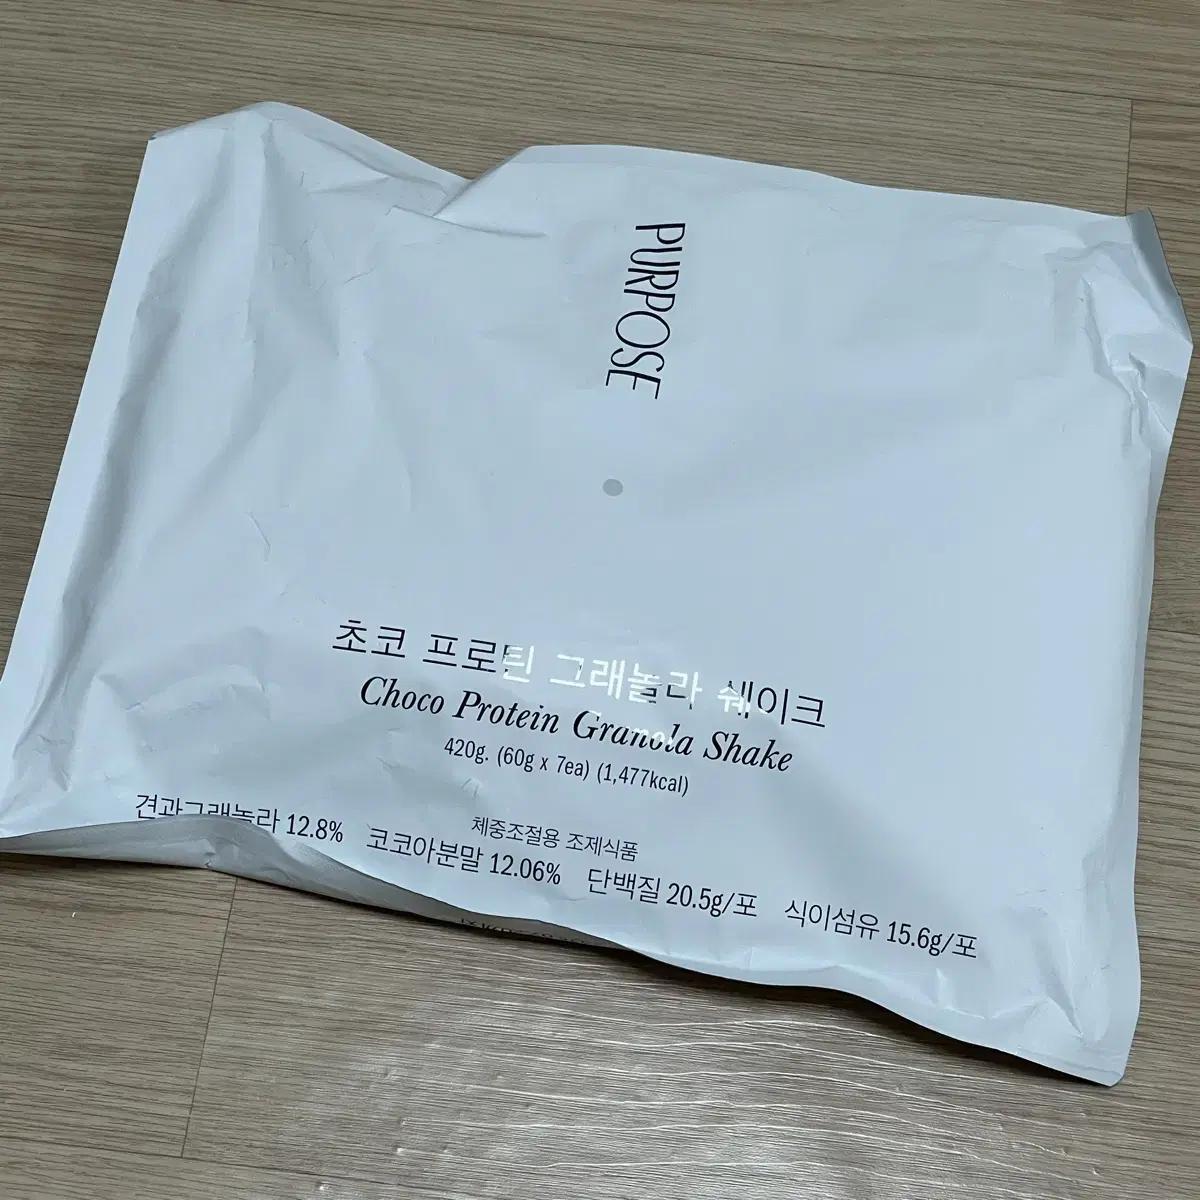 PURPOSE
초코 프로틴 그래놀라 쉐이크
Choco Protein Granola Shake
420g. (60g x 7ea) (1,477kcal)
체중조절용 조제식품
견과그래놀라 12.8% 코코아분말 12.06% 단백질 20.5g/포 식이섬유 15.6g/포